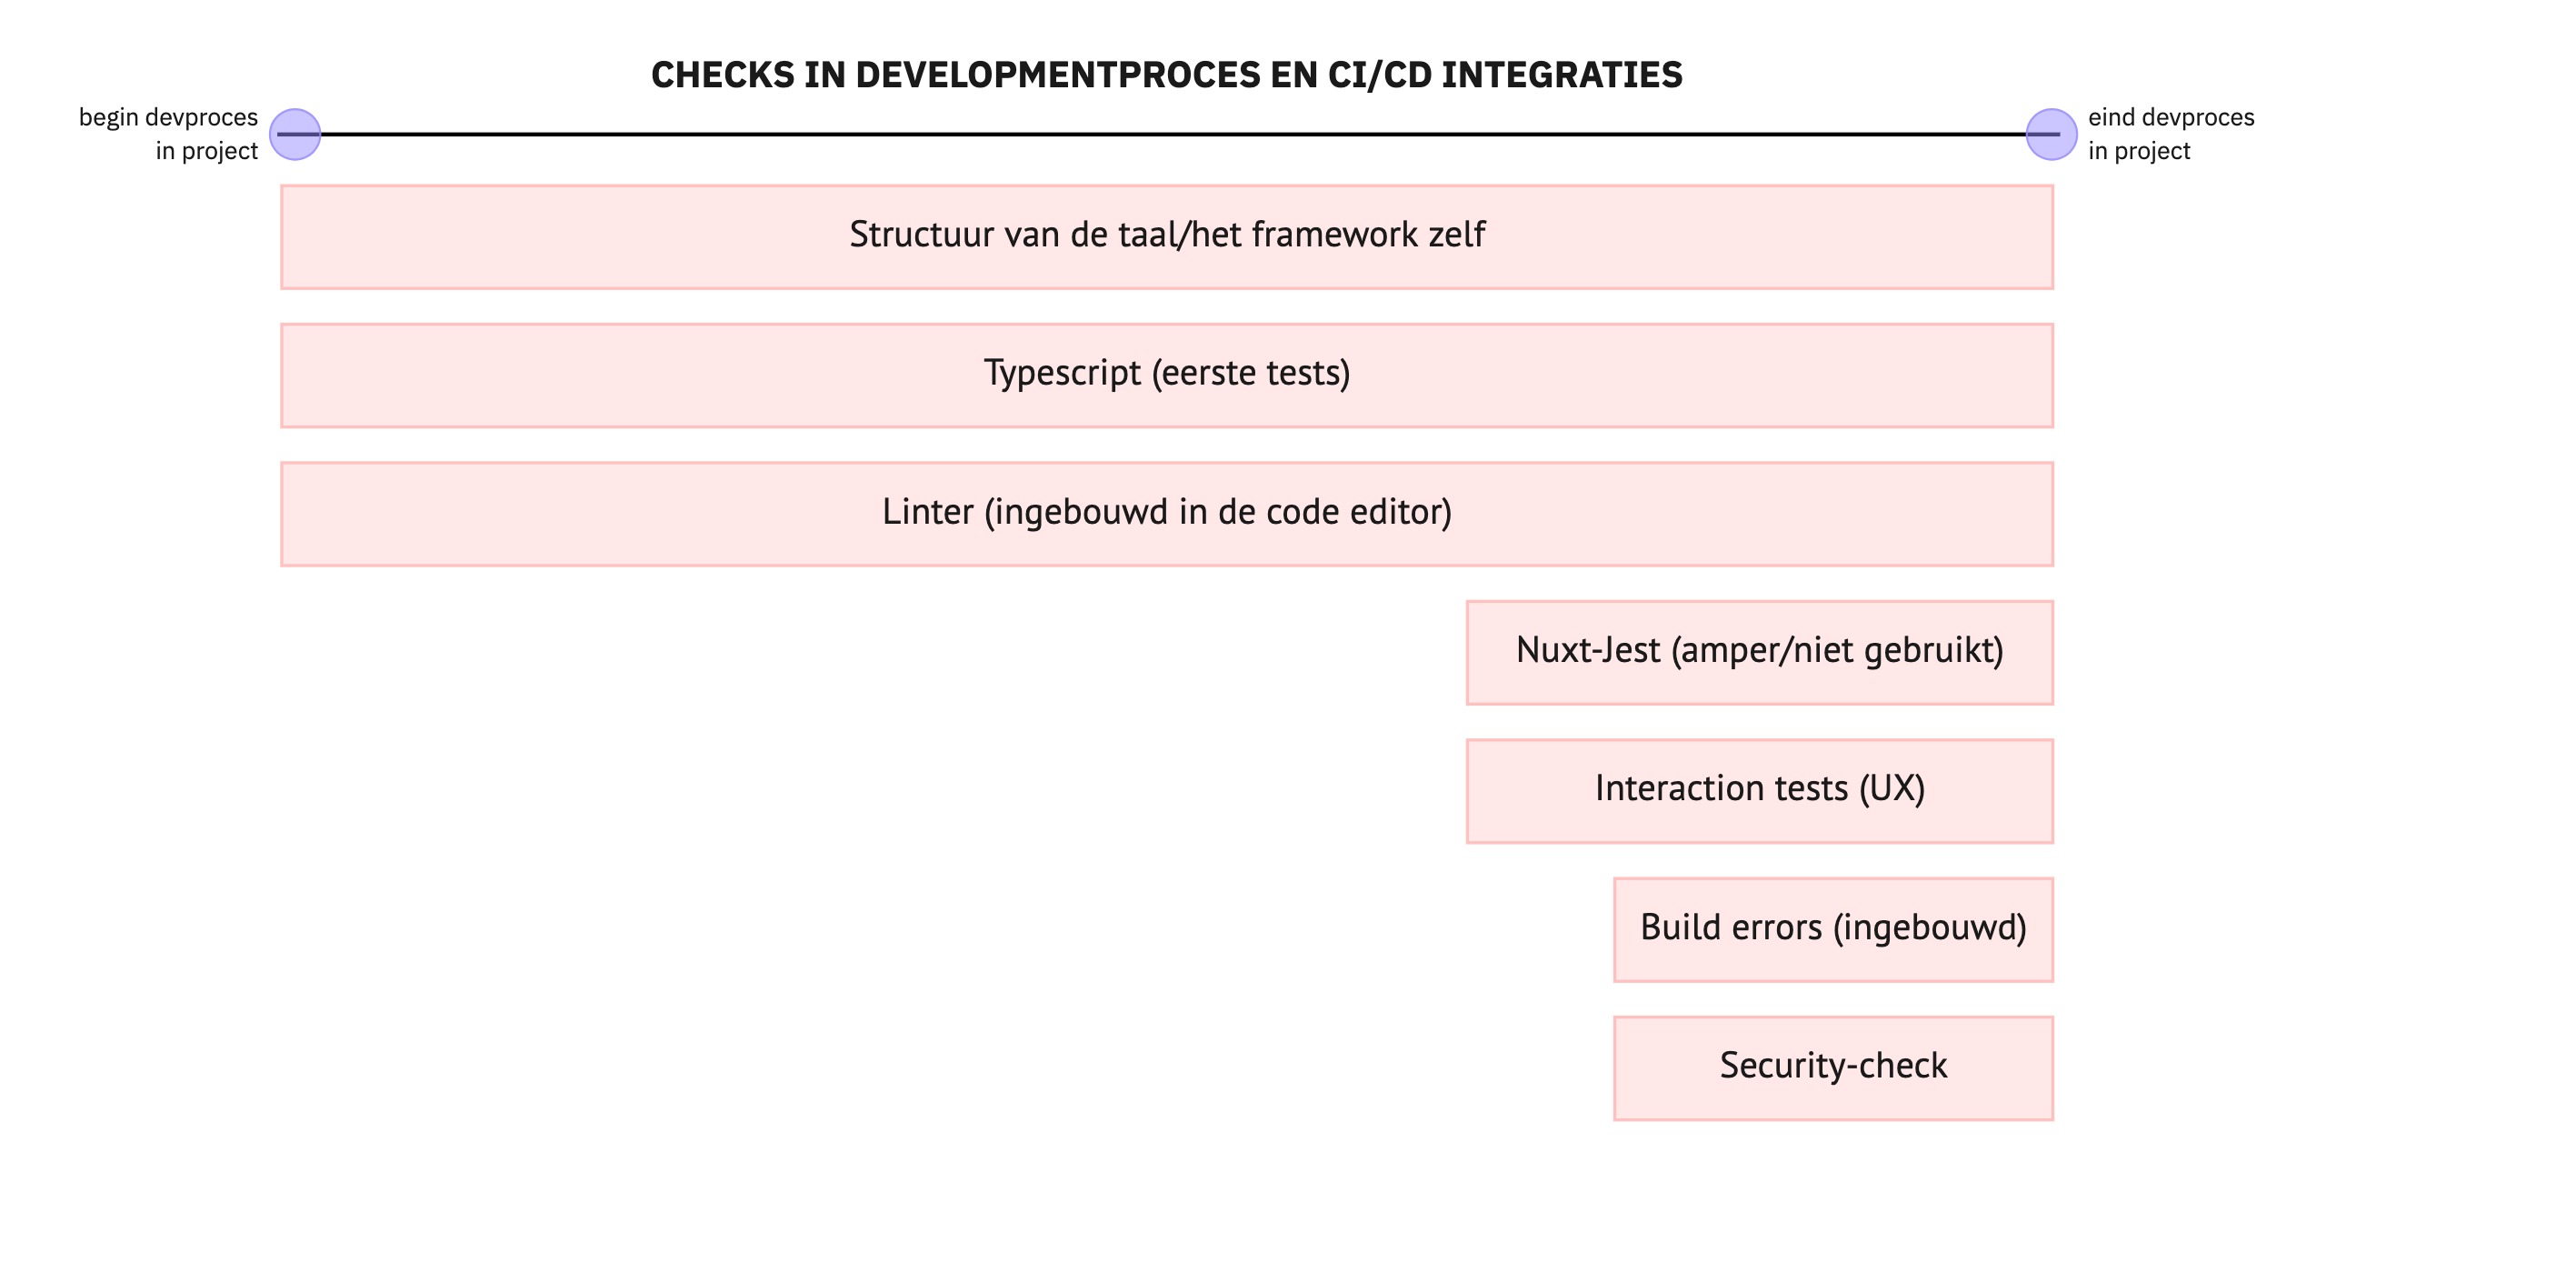 CHECKS IN DEVELOPMENTPROCES EN CI/CD INTEGRATIES
begin devproces
in project
eind devproces
in project
Structuur van de taal/het framework zelf
Typescript (eerste tests)
Linter (ingebouwd in de code editor)
Nuxt-Jest (amper/niet gebruikt)
Interaction tests (UX)
Build errors (ingebouwd)
Security-check